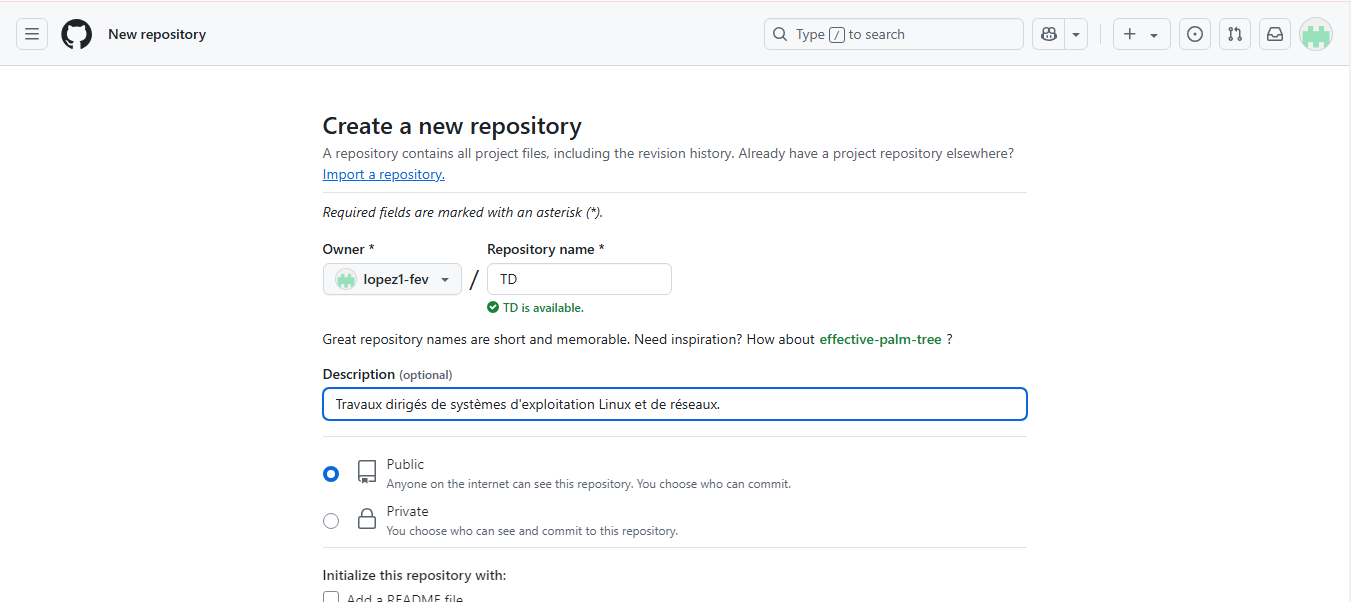 New repository
Type / to search
Create a new repository
A repository contains all project files, including the revision history. Already have a project repository elsewhere?
Import a repository.
Required fields are marked with an asterisk (*).
Owner *
Repository name *
lopez1-fev / TD
TD is available.
Great repository names are short and memorable. Need inspiration? How about effective-palm-tree ?
Description (optional)
Travaux dirigés de systèmes d'exploitation Linux et de réseaux.
Public
Anyone on the internet can see this repository. You choose who can commit.
Private
You choose who can see and commit to this repository.
Initialize this repository with:
Add a README file